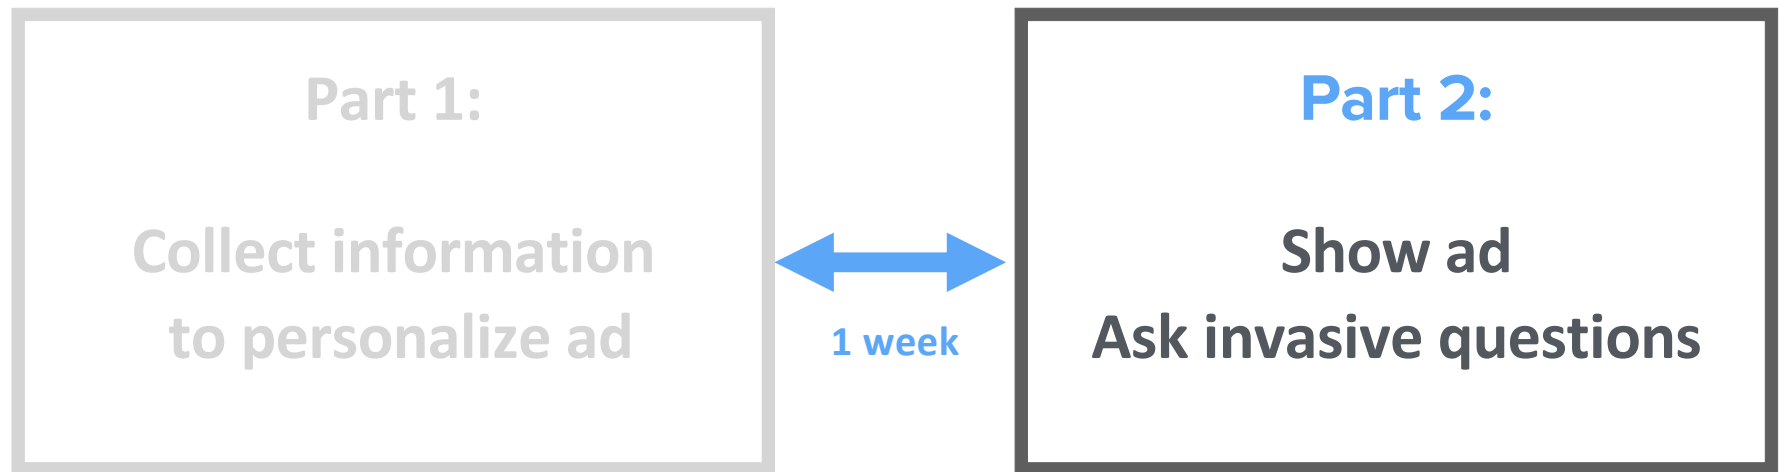 Part 1:
Collect information
to personalize ad
1 week
Part 2:
Show ad
Ask invasive questions